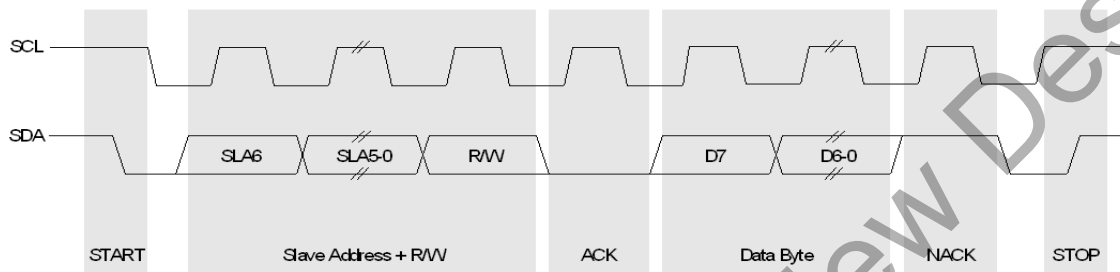 SCL
SDA
SLA6 SLA5-0 R/W D7 D6-0
START Slave Address + R/W ACK Data Byte NACK STOP